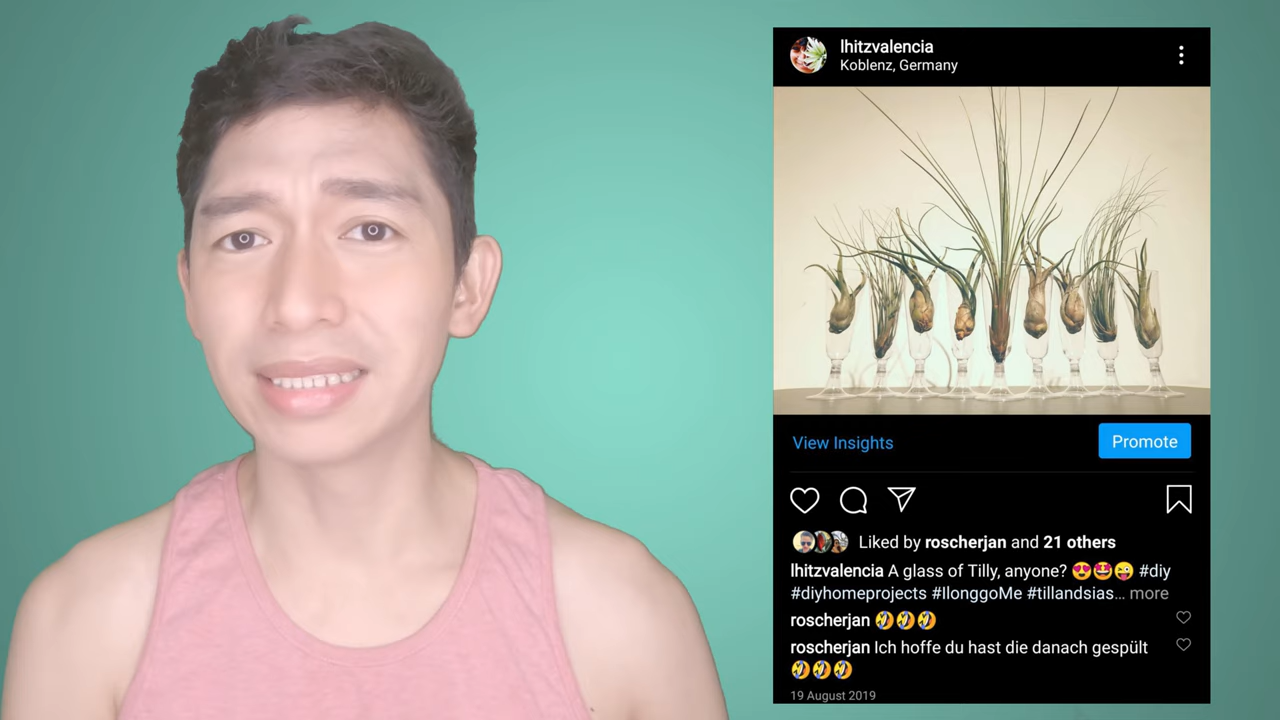 lhitzvalencia
Koblenz, Germany
View Insights
Promote
Liked by roscherjan and 21 others
lhitzvalencia A glass of Tilly, anyone? 😍🤩😜 #diy
#diyhomeprojects #IlonggoMe #tillandsias... more
roscherjan 🤣🤣🤣
roscherjan Ich hoffe du hast die danach gespült
🤣🤣🤣
19 August 2019